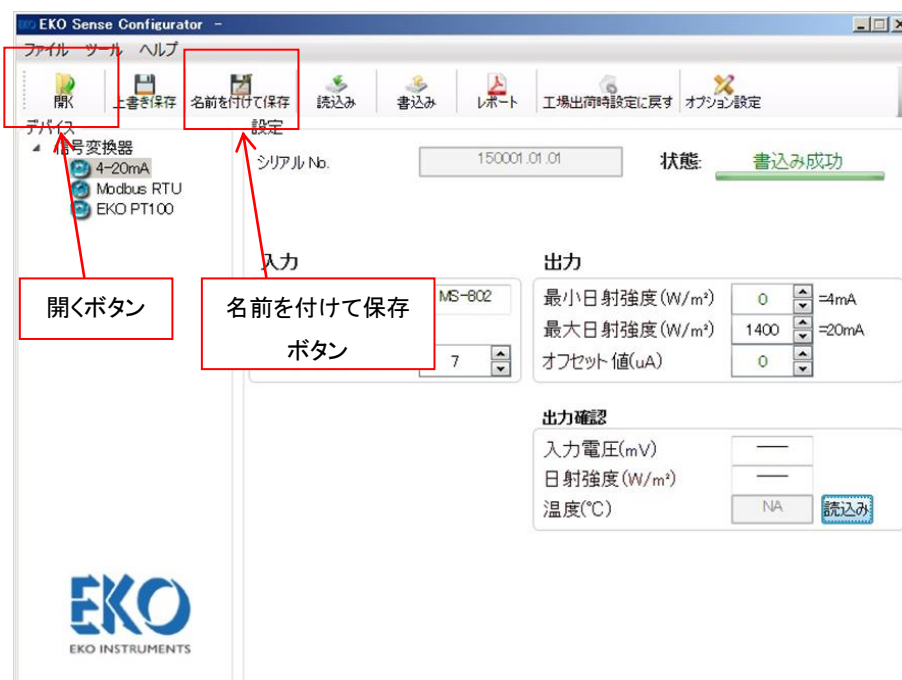 EKO Sense Configurator -
ファイル ツール ヘルプ
開く 上書き保存 名前を付けて保存 読込み 書込み レポート 工場出荷時設定に戻す オプション設定
デバイス
信号変換器
4-20mA
Modbus RTU
EKO PT100
設定
シリアル No. 150001.01.01 状態: 書込み成功
入力
MS-802
7
出力
最小日射強度(W/m²) 0 =4mA
最大日射強度(W/m²) 1400 =20mA
オフセット値(uA) 0
出力確認
入力電圧(mV)
日射強度(W/m²)
温度(℃) NA 読込み
開くボタン
名前を付けて保存
ボタン
EKO
EKO INSTRUMENTS